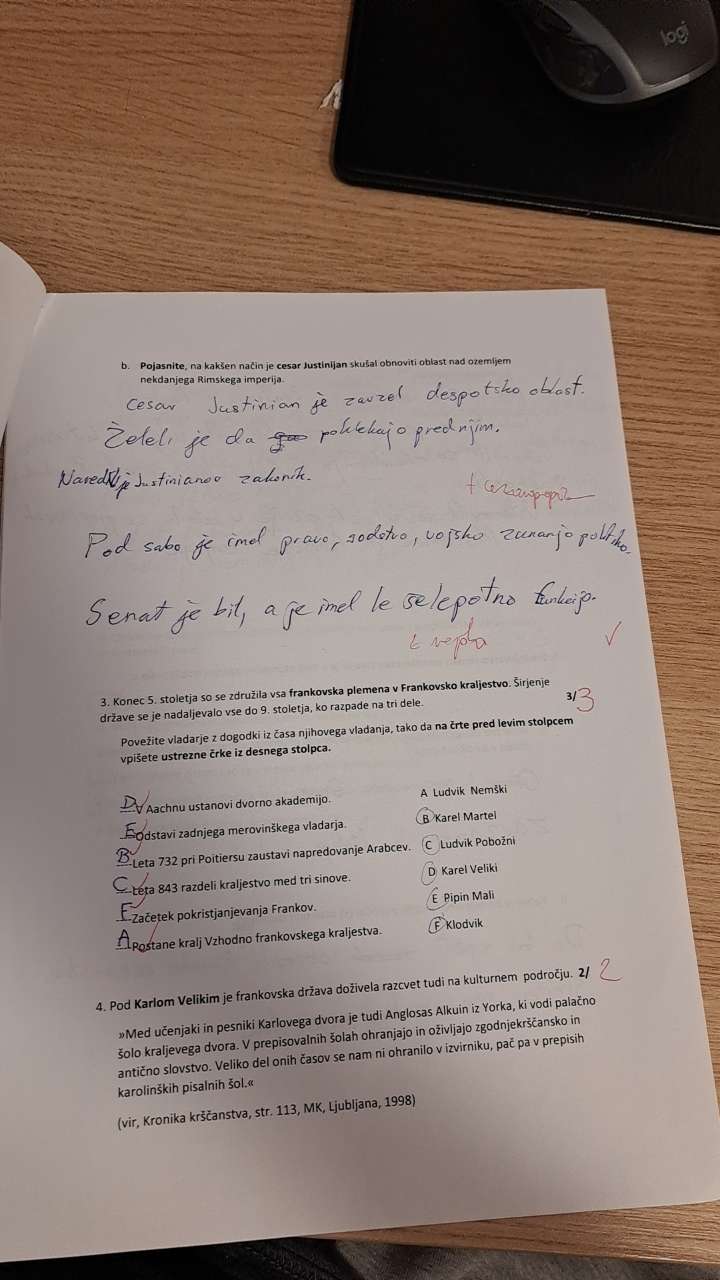 logi
b. Pojasnite, na kakšen način je cesar Justinijan skušal obnoviti oblast nad ozemljem
nekdanjega Rimskega imperija.
Cesar Justinian je zavzel despotsko oblast.
Želel je da poklekajo pred njim.
Naredil je Justinianov zakonik.
Pod sabo je imel pravo, sodstvo, vojsko zunanjo politiko.
Senat je bil, a je imel le še lepotno funkcijo.
3. Konec 5. stoletja so se združila vsa frankovska plemena v Frankovsko kraljestvo. Širjenje
države se je nadaljevalo vse do 9. stoletja, ko razpade na tri dele. 3/3
Povežite vladarje z dogodki iz časa njihovega vladanja, tako da na črte pred levim stolpcem
vpišete ustrezne črke iz desnega stolpca.
D V Aachnu ustanovi dvorno akademijo.
E Odstavi zadnjega merovinškega vladarja.
B Leta 732 pri Poitiersu zaustavi napredovanje Arabcev.
C Leta 843 razdeli kraljestvo med tri sinove.
F Začetek pokristjanjevanja Frankov.
A Postane kralj Vzhodno frankovskega kraljestva.
A Ludvik Nemški
B Karel Martel
C Ludvik Pobožni
D Karel Veliki
E Pipin Mali
F Klodvik
4. Pod Karlom Velikim je frankovska država doživela razcvet tudi na kulturnem področju. 2/2
»Med učenjaki in pesniki Karlovega dvora je tudi Anglosas Alkuin iz Yorka, ki vodi palačno
šolo kraljevega dvora. V prepisovalnih šolah ohranjajo in oživljajo zgodnjekrščansko in
antično slovstvo. Veliko del onih časov se nam ni ohranilo v izvirniku, pač pa v prepisih
karolinških pisalnih šol.«
(vir, Kronika krščanstva, str. 113, MK, Ljubljana, 1998)